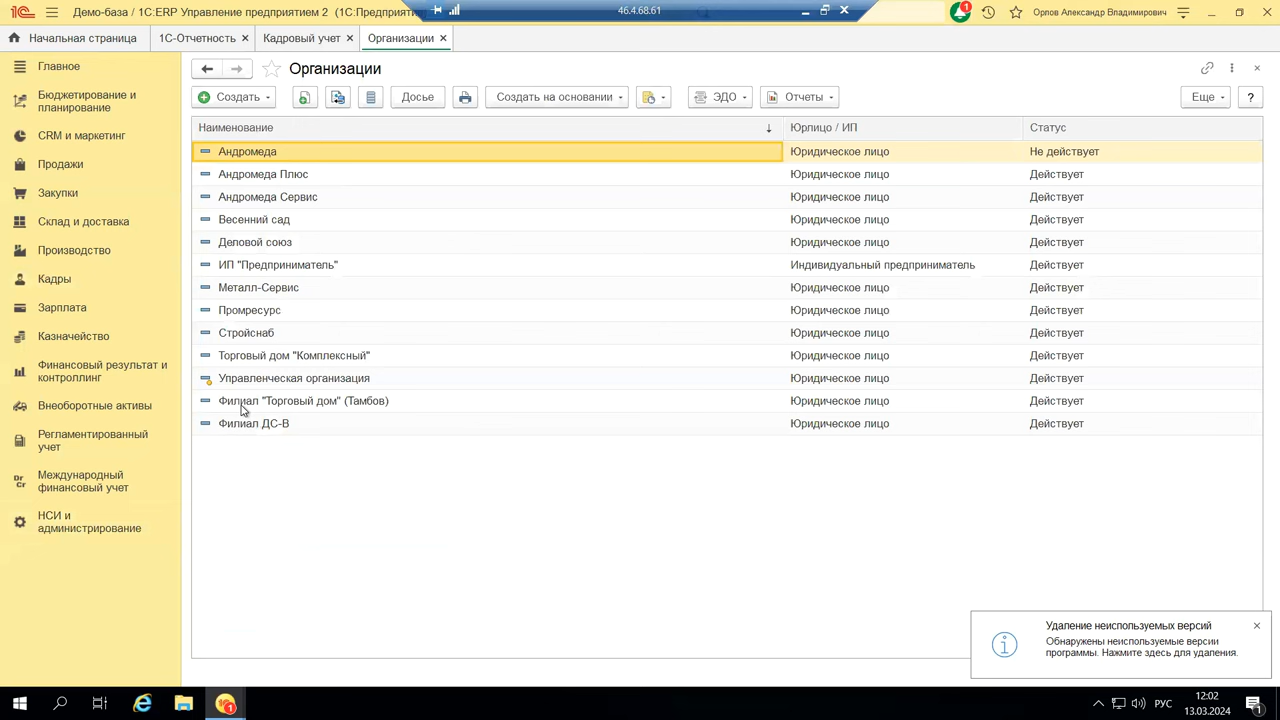 Демо-база / 1С:ERP Управление предприятием 2 (1С:Предприятие
46.4.68.61
1
Орлов Александр Владимирович
Начальная страница
1С-Отчетность
Кадровый учет
Организации
Организации
Создать
Досье
Создать на основании
ЭДО
Отчеты
Еще
?
Главное
Бюджетирование и
планирование
CRM и маркетинг
Продажи
Закупки
Склад и доставка
Производство
Кадры
Зарплата
Казначейство
Финансовый результат и
контроллинг
Внеоборотные активы
Регламентированный
учет
Dr
Cr
Международный
финансовый учет
НСИ и
администрирование
Наименование ↓ Юрлицо / ИП Статус
Андромеда Юридическое лицо Не действует
Андромеда Плюс Юридическое лицо Действует
Андромеда Сервис Юридическое лицо Действует
Весенний сад Юридическое лицо Действует
Деловой союз Юридическое лицо Действует
ИП "Предприниматель" Индивидуальный предприниматель Действует
Металл-Сервис Юридическое лицо Действует
Промресурс Юридическое лицо Действует
Стройснаб Юридическое лицо Действует
Торговый дом "Комплексный" Юридическое лицо Действует
Управленческая организация Юридическое лицо Действует
Филиал "Торговый дом" (Тамбов) Юридическое лицо Действует
Филиал ДС-В Юридическое лицо Действует
Удаление неиспользуемых версий
Обнаружены неиспользуемые версии
программы. Нажмите здесь для удаления.
1
РУС
12:02
13.03.2024
1